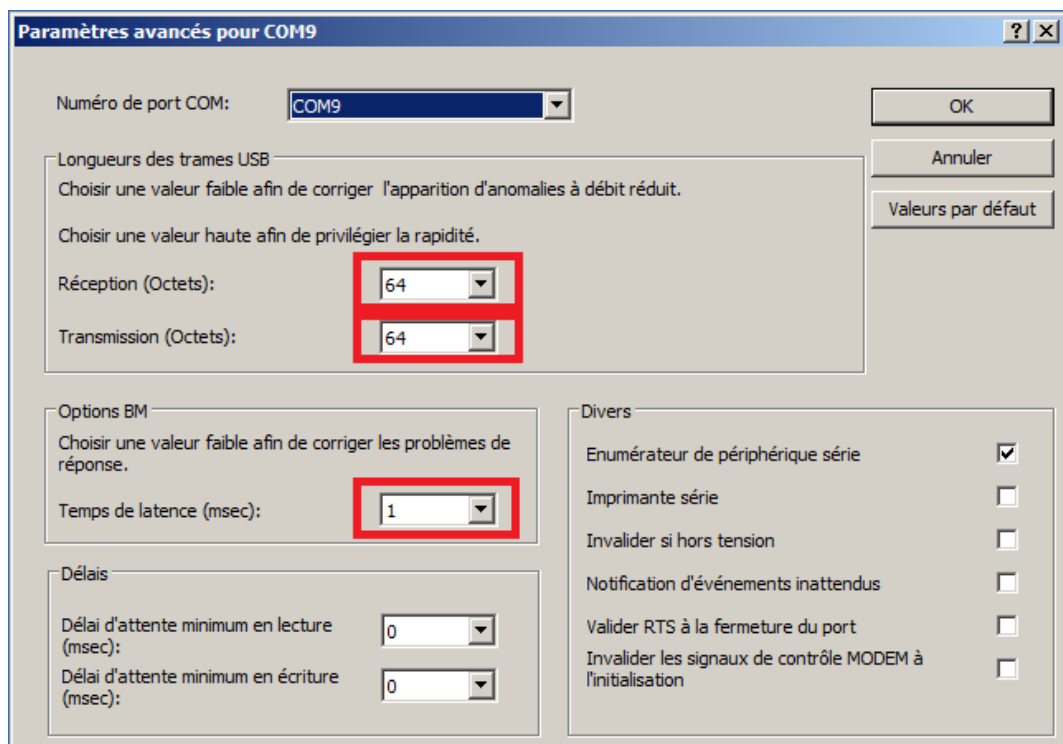 Paramètres avancés pour COM9
Numéro de port COM:
COM9
OK
Annuler
Valeurs par défaut
Longueurs des trames USB
Choisir une valeur faible afin de corriger l'apparition d'anomalies à débit réduit.
Choisir une valeur haute afin de privilégier la rapidité.
Réception (Octets):
64
Transmission (Octets):
64
Options BM
Choisir une valeur faible afin de corriger les problèmes de
réponse.
Temps de latence (msec):
1
Délais
Délai d'attente minimum en lecture
(msec):
0
Délai d'attente minimum en écriture
(msec):
0
Divers
Enumérateur de périphérique série
Imprimante série
Invalider si hors tension
Notification d'événements inattendus
Valider RTS à la fermeture du port
Invalider les signaux de contrôle MODEM à
l'initialisation